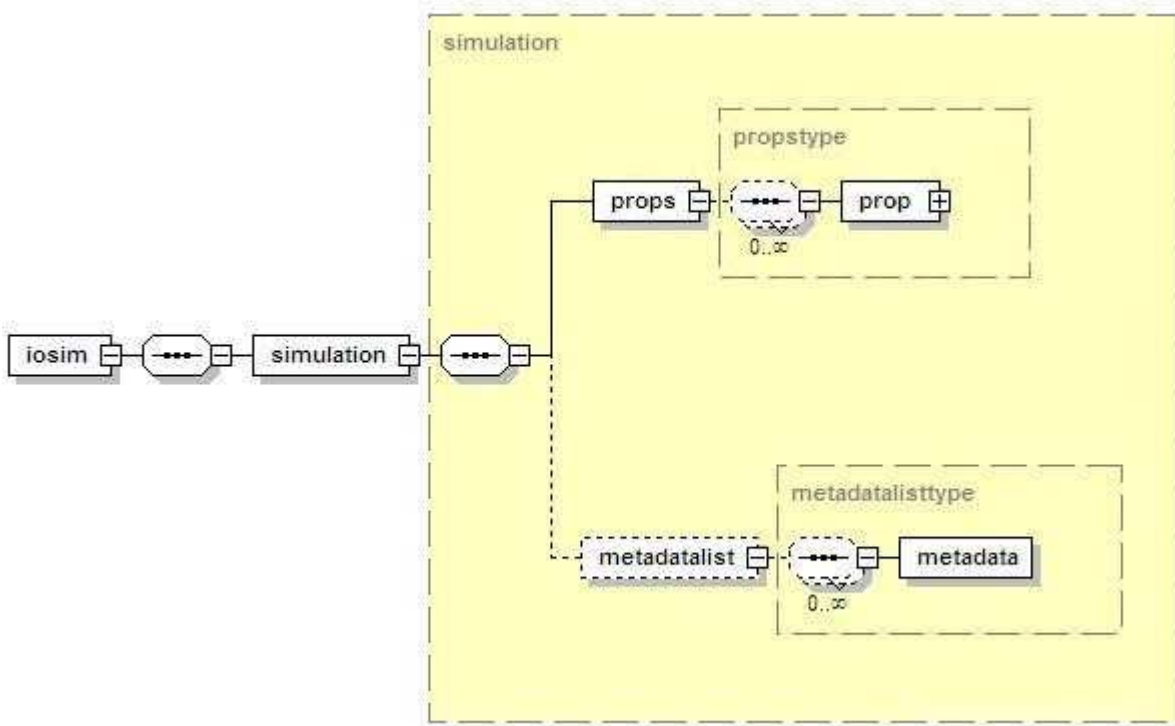 simulation
propstype
props
prop
0..∞
iosim
simulation
metadatalisttype
metadatalist
metadata
0..∞